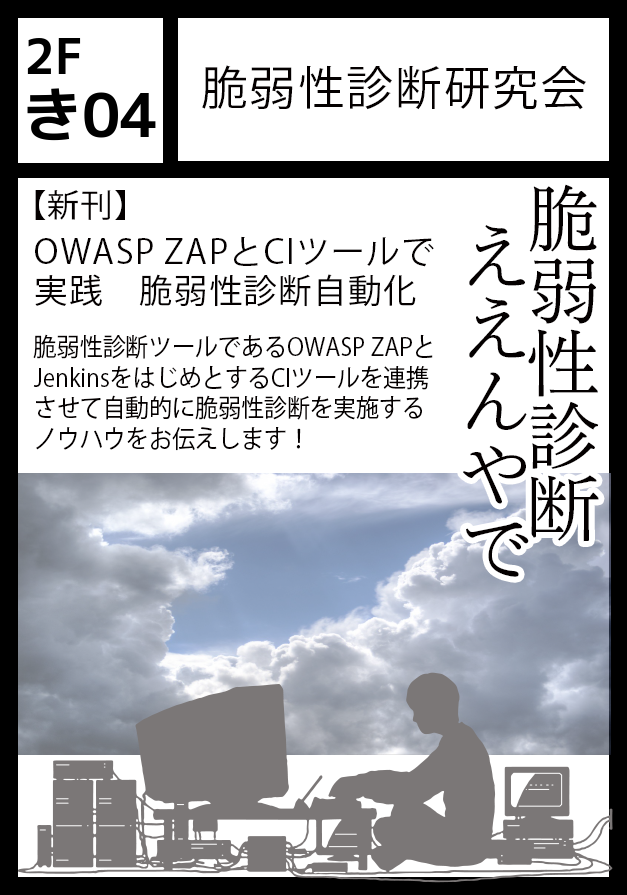 2F
き04
脆弱性診断研究会
【新刊】
OWASP ZAPとCIツールで
実践　脆弱性診断自動化
脆弱性診断ツールであるOWASP ZAPと
JenkinsをはじめとするCIツールを連携
させて自動的に脆弱性診断を実施する
ノウハウをお伝えします！
脆弱性診断
ええんやで